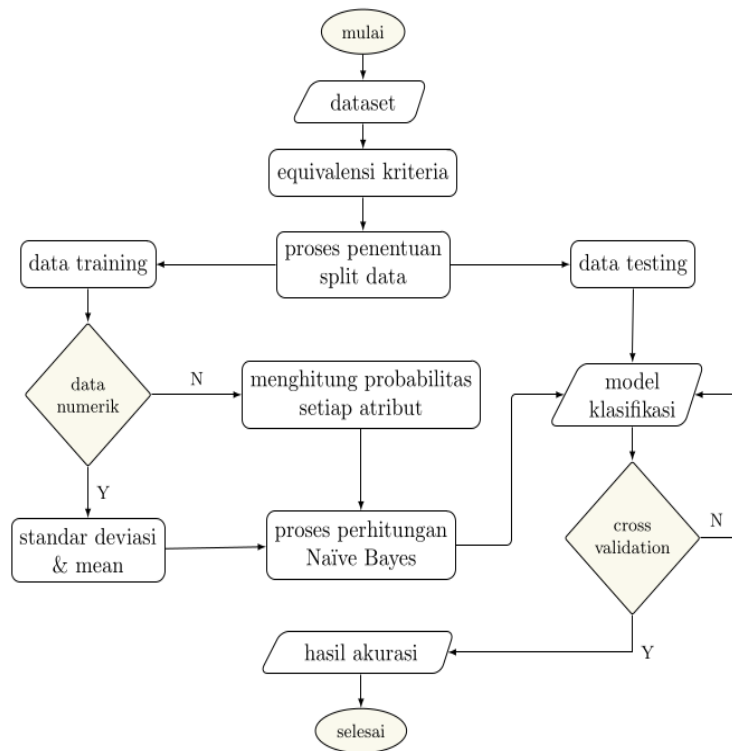 mulai
dataset
equivalensi kriteria
proses penentuan
split data
data training
data testing
data
numerik
N
menghitung probabilitas
setiap atribut
model
klasifikasi
Y
standar deviasi
& mean
proses perhitungan
Naïve Bayes
cross
validation
N
Y
hasil akurasi
selesai